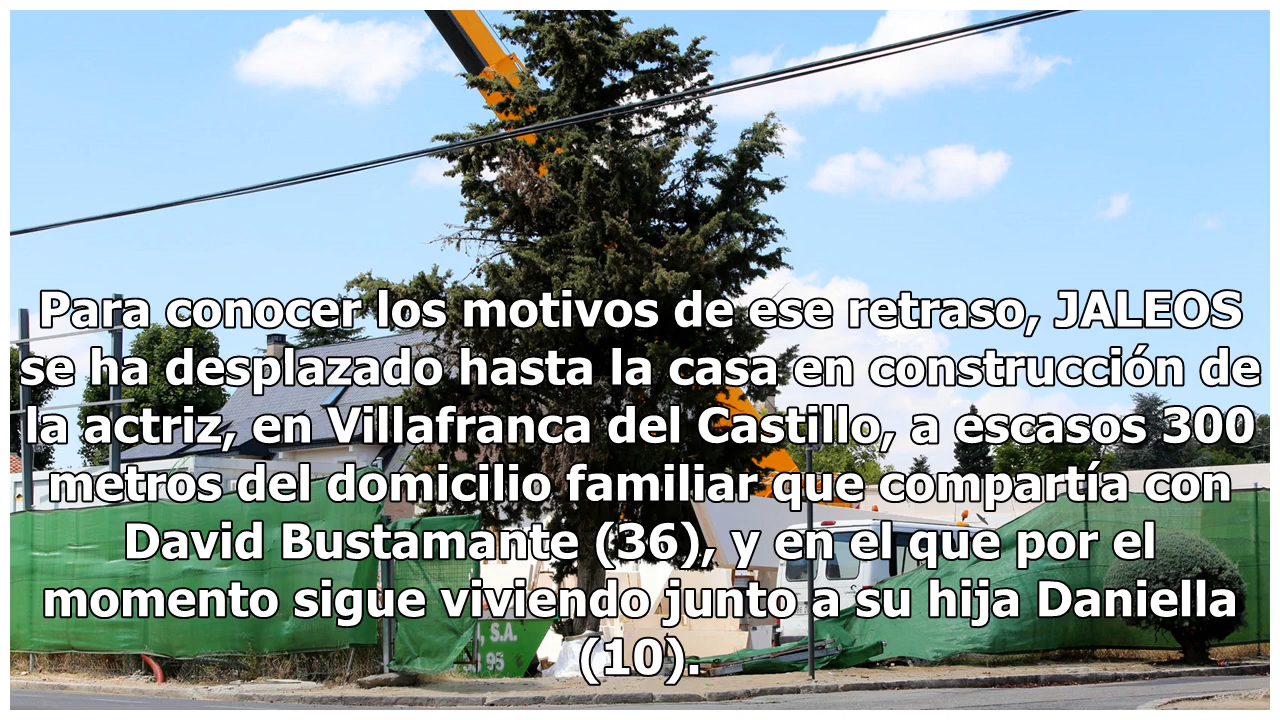 Para conocer los motivos de ese retraso, JALEOS
se ha desplazado hasta la casa en construcción de
la actriz, en Villafranca del Castillo, a escasos 300
metros del domicilio familiar que compartía con
David Bustamante (36), y en el que por el
momento sigue viviendo junto a su hija Daniella
(10).
, S.A.
95